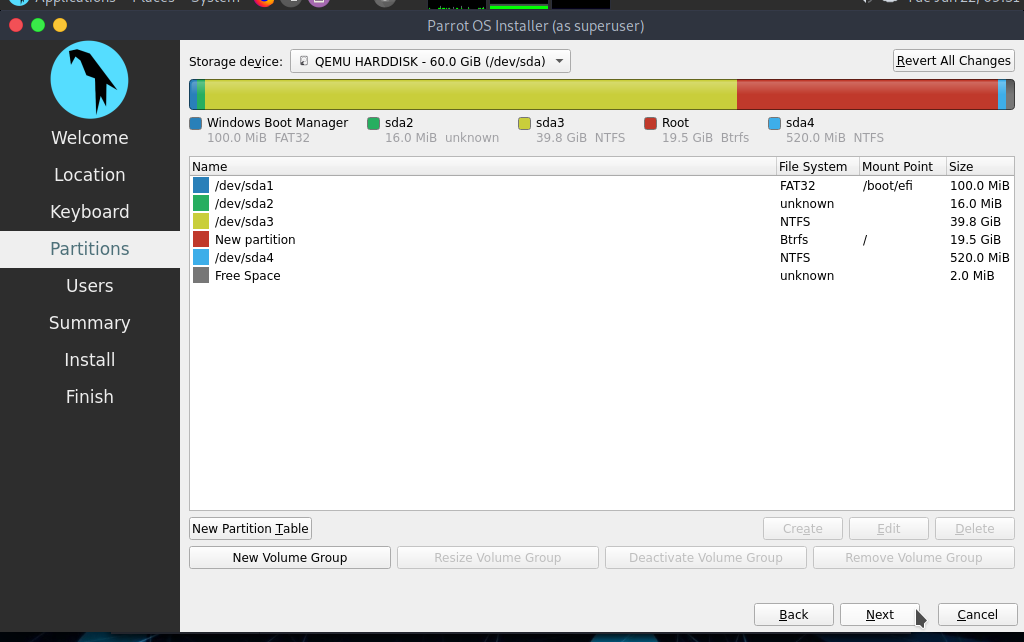 Applications Places System
Parrot OS Installer (as superuser)
Welcome
Location
Keyboard
Partitions
Users
Summary
Install
Finish
Storage device: QEMU HARDDISK - 60.0 GiB (/dev/sda) Revert All Changes
Windows Boot Manager sda2 sda3 Root sda4
100.0 MiB FAT32 16.0 MiB unknown 39.8 GiB NTFS 19.5 GiB Btrfs 520.0 MiB NTFS
Name File System Mount Point Size
/dev/sda1 FAT32 /boot/efi 100.0 MiB
/dev/sda2 unknown 16.0 MiB
/dev/sda3 NTFS 39.8 GiB
New partition Btrfs / 19.5 GiB
/dev/sda4 NTFS 520.0 MiB
Free Space unknown 2.0 MiB
New Partition Table Create Edit Delete
New Volume Group Resize Volume Group Deactivate Volume Group Remove Volume Group
Back Next Cancel